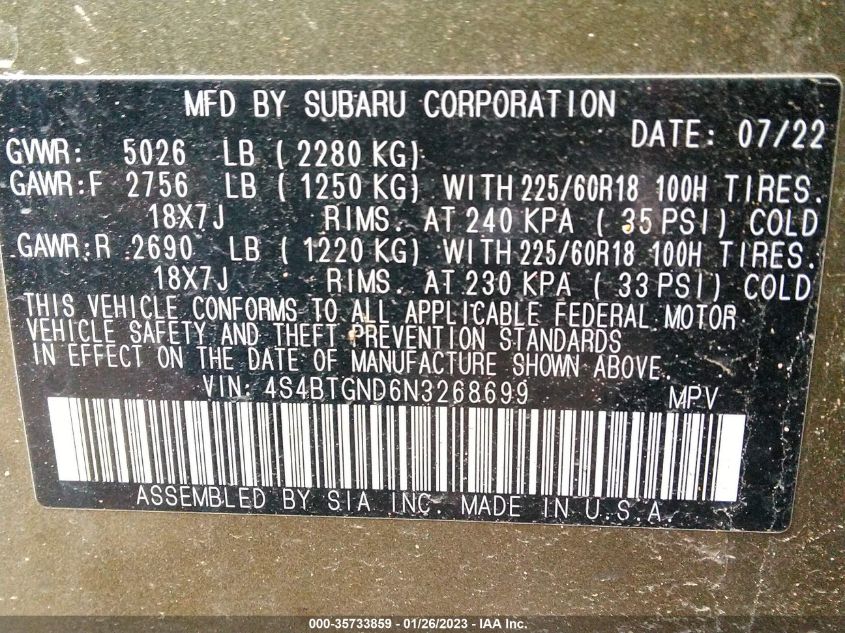 MFD BY SUBARU CORPORATION
DATE: 07/22
GVWR: 5026 LB ( 2280 KG)
GAWR:F 2756 LB ( 1250 KG) WITH 225/60R18 100H TIRES.
18X7J RIMS. AT 240 KPA ( 35 PSI) COLD
GAWR:R 2690 LB ( 1220 KG) WITH 225/60R18 100H TIRES.
18X7J RIMS. AT 230 KPA ( 33 PSI) COLD
THIS VEHICLE CONFORMS TO ALL APPLICABLE FEDERAL MOTOR
VEHICLE SAFETY AND THEFT PREVENTION STANDARDS
IN EFFECT ON THE DATE OF MANUFACTURE SHOWN ABOVE.
VIN: 4S4BTGND6N3268699 MPV
ASSEMBLED BY SIA INC. MADE IN U.S.A.
000-35733859 - 01/26/2023 - IAA Inc.